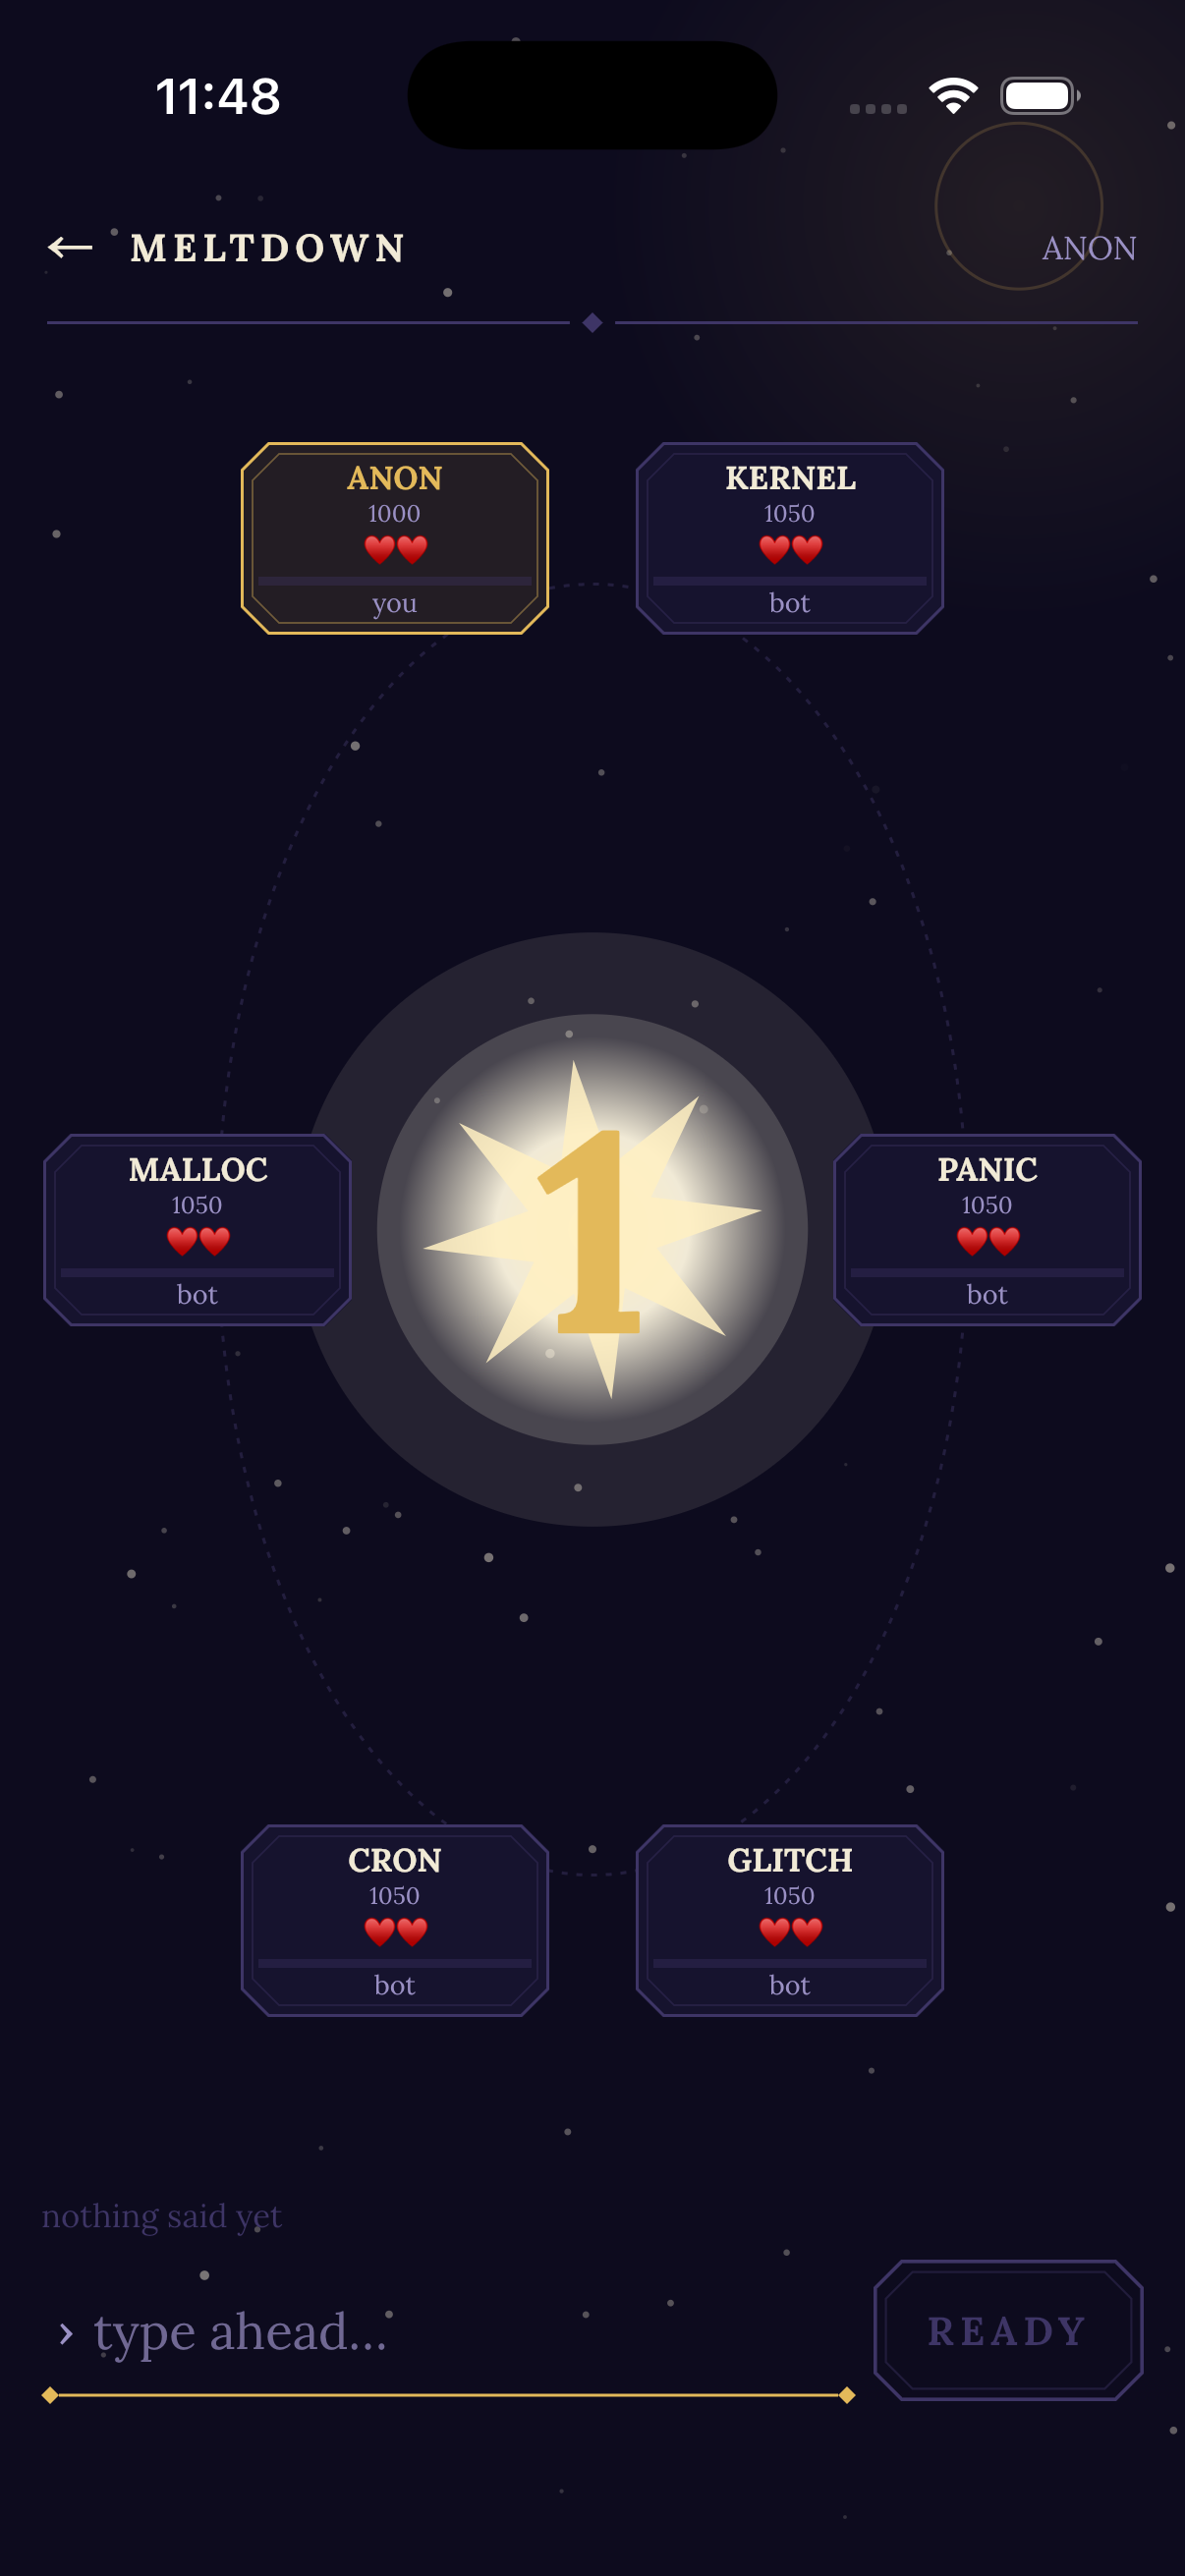 11:48
← MELTDOWN
ANON
ANON
1000
❤️❤️
you
KERNEL
1050
❤️❤️
bot
MALLOC
1050
❤️❤️
bot
1
PANIC
1050
❤️❤️
bot
CRON
1050
❤️❤️
bot
GLITCH
1050
❤️❤️
bot
nothing said yet
› type ahead...
READY